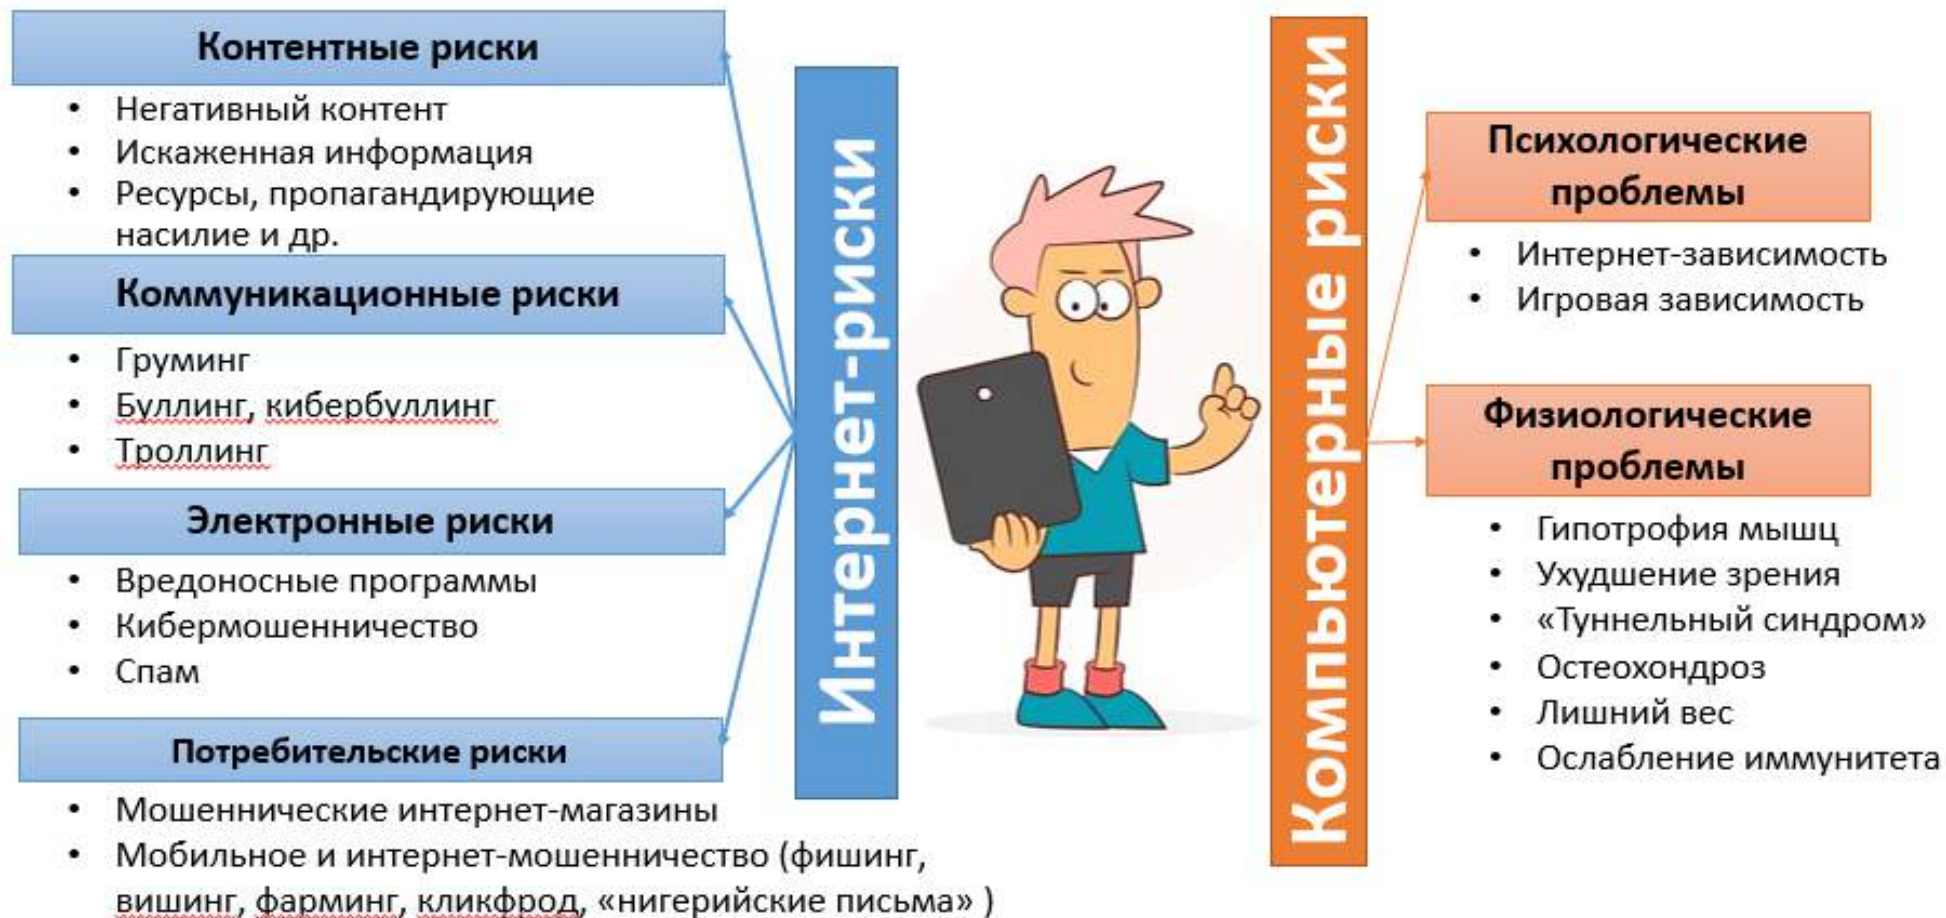 Контентные риски
• Негативный контент
• Искаженная информация
• Ресурсы, пропагандирующие
насилие и др.
Коммуникационные риски
• Груминг
• Буллинг, кибербуллинг
• Троллинг
Электронные риски
• Вредоносные программы
• Кибермошенничество
• Спам
Потребительские риски
• Мошеннические интернет-магазины
• Мобильное и интернет-мошенничество (фишинг,
вишинг, фарминг, кликфрод, «нигерийские письма» )
Интернет-риски
Компьютерные риски
Психологические
проблемы
• Интернет-зависимость
• Игровая зависимость
Физиологические
проблемы
• Гипотрофия мышц
• Ухудшение зрения
• «Туннельный синдром»
• Остеохондроз
• Лишний вес
• Ослабление иммунитета